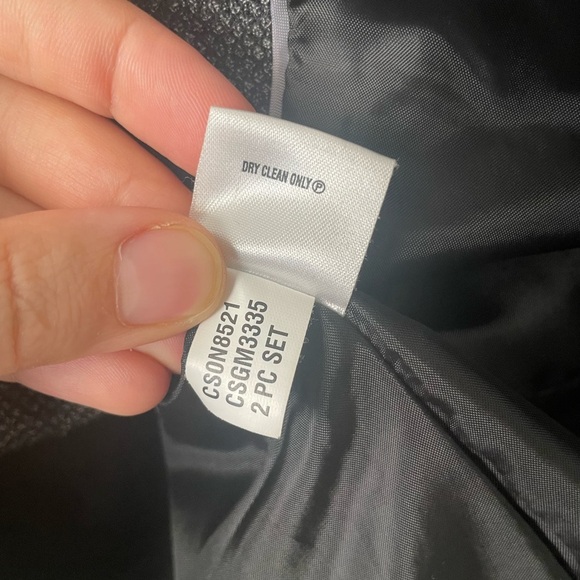 DRY CLEAN ONLY Ⓟ
CSON8521
CSGM3335
2 PC SET